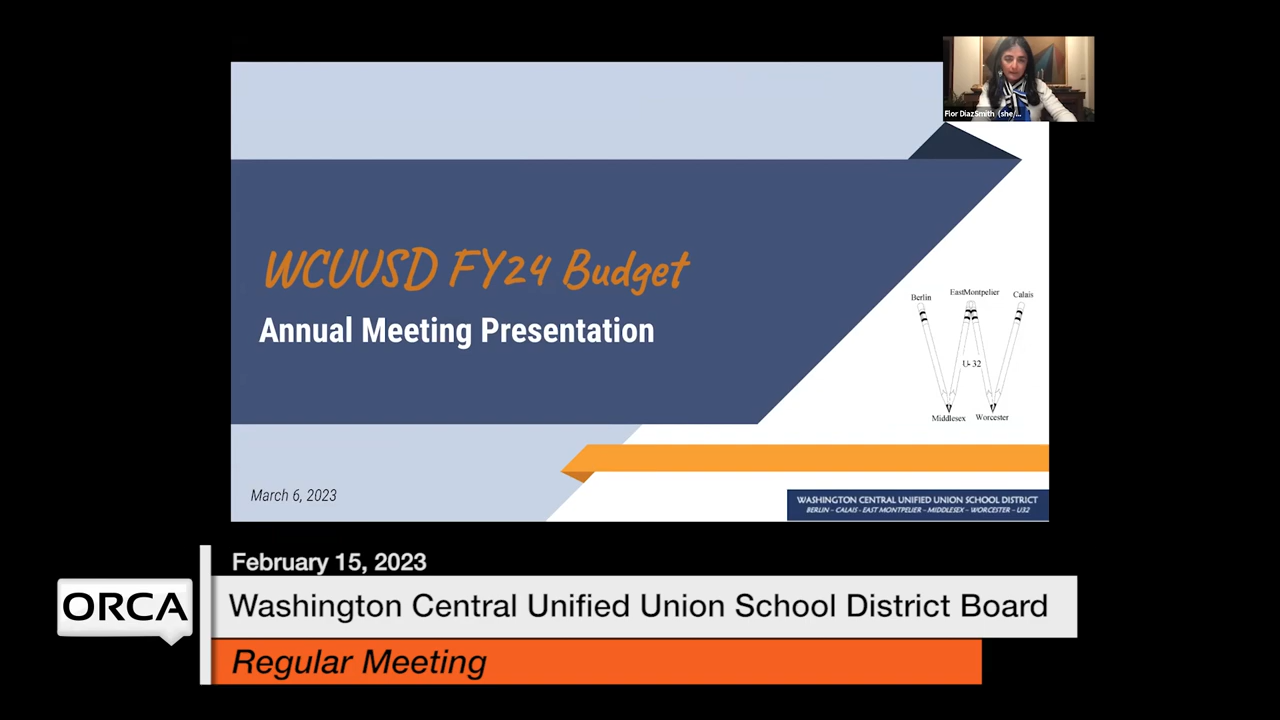 Flor DiazSmith (she/...
WCUUSD FY24 Budget
Annual Meeting Presentation
Berlin
EastMontpelier
Calais
U-32
Middlesex
Worcester
March 6, 2023
WASHINGTON CENTRAL UNIFIED UNION SCHOOL DISTRICT
BERLIN ~ CALAIS - EAST MONTPELIER ~ MIDDLESEX ~ WORCESTER ~ U32
February 15, 2023
ORCA
Washington Central Unified Union School District Board
Regular Meeting